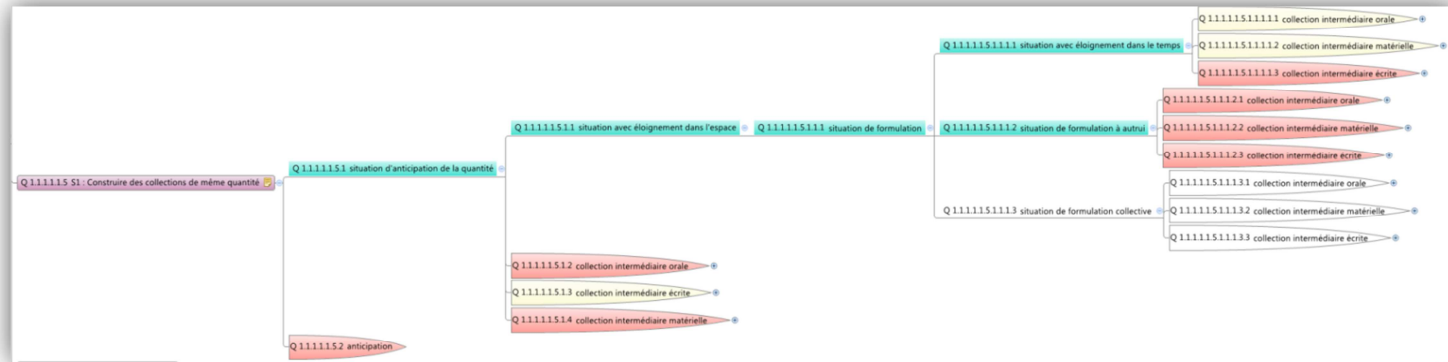 Q 1.1.1.1.1.5 S1 : Construire des collections de même quantité
Q 1.1.1.1.1.5.1 situation d'anticipation de la quantité
Q 1.1.1.1.1.5.1.1 situation avec éloignement dans l'espace
Q 1.1.1.1.1.5.1.1.1 situation de formulation
Q 1.1.1.1.1.5.1.1.1.1 situation avec éloignement dans le temps
Q 1.1.1.1.1.5.1.1.1.1.1 collection intermédiaire orale
Q 1.1.1.1.1.5.1.1.1.1.2 collection intermédiaire matérielle
Q 1.1.1.1.1.5.1.1.1.1.3 collection intermédiaire écrite
Q 1.1.1.1.1.5.1.1.1.2 situation de formulation à autrui
Q 1.1.1.1.1.5.1.1.1.2.1 collection intermédiaire orale
Q 1.1.1.1.1.5.1.1.1.2.2 collection intermédiaire matérielle
Q 1.1.1.1.1.5.1.1.1.2.3 collection intermédiaire écrite
Q 1.1.1.1.1.5.1.1.1.3 situation de formulation collective
Q 1.1.1.1.1.5.1.1.1.3.1 collection intermédiaire orale
Q 1.1.1.1.1.5.1.1.1.3.2 collection intermédiaire matérielle
Q 1.1.1.1.1.5.1.1.1.3.3 collection intermédiaire écrite
Q 1.1.1.1.1.5.1.2 collection intermédiaire orale
Q 1.1.1.1.1.5.1.3 collection intermédiaire écrite
Q 1.1.1.1.1.5.1.4 collection intermédiaire matérielle
Q 1.1.1.1.1.5.2 anticipation